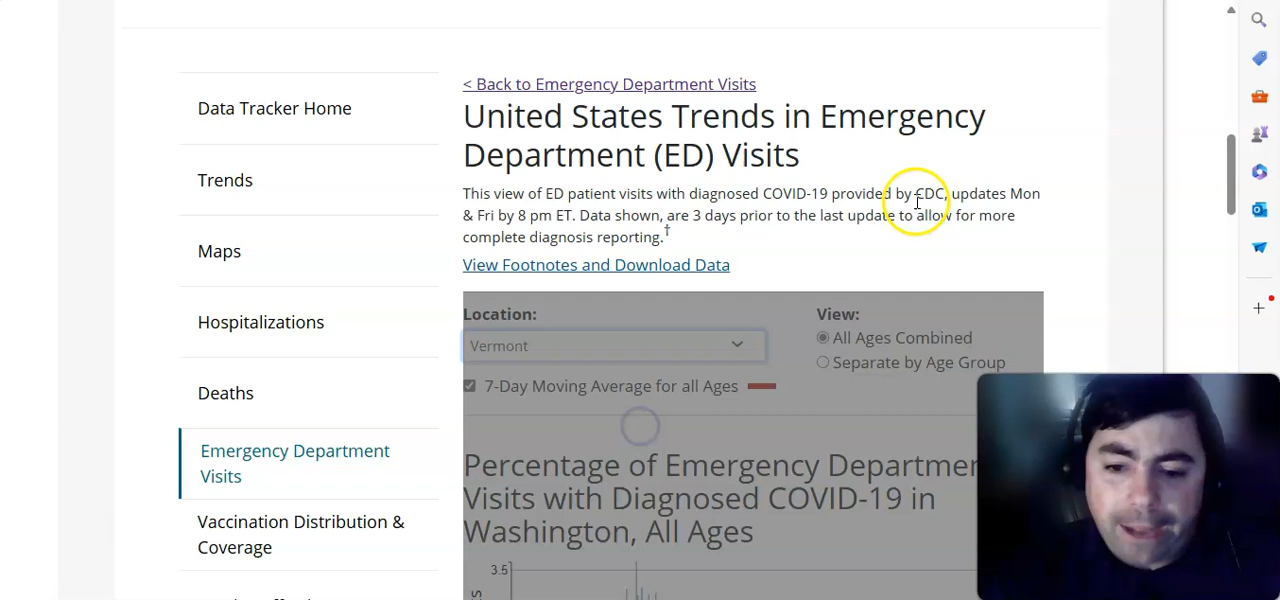 < Back to Emergency Department Visits
United States Trends in Emergency
Department (ED) Visits
This view of ED patient visits with diagnosed COVID-19 provided by CDC, updates Mon
& Fri by 8 pm ET. Data shown, are 3 days prior to the last update to allow for more
complete diagnosis reporting.†
View Footnotes and Download Data
Data Tracker Home
Trends
Maps
Hospitalizations
Deaths
Emergency Department
Visits
Vaccination Distribution &
Coverage
Location:
Vermont
View:
All Ages Combined
Separate by Age Group
7-Day Moving Average for all Ages
Percentage of Emergency Departmen
Visits with Diagnosed COVID-19 in
Washington, All Ages
3.5